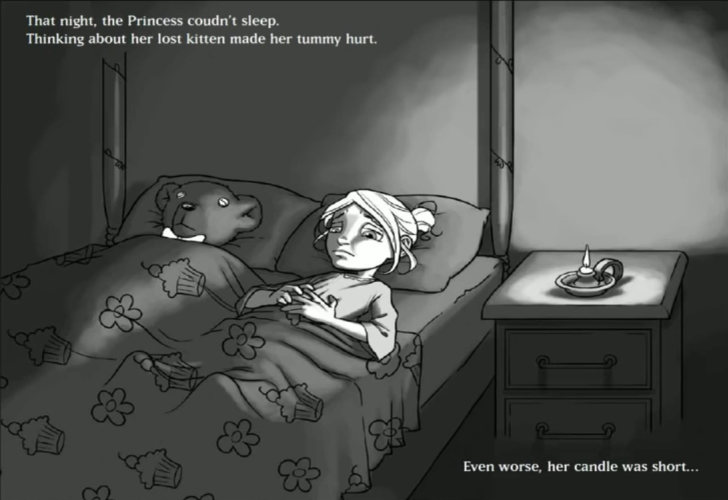 That night, the Princess coudn't sleep.
Thinking about her lost kitten made her tummy hurt.
Even worse, her candle was short...